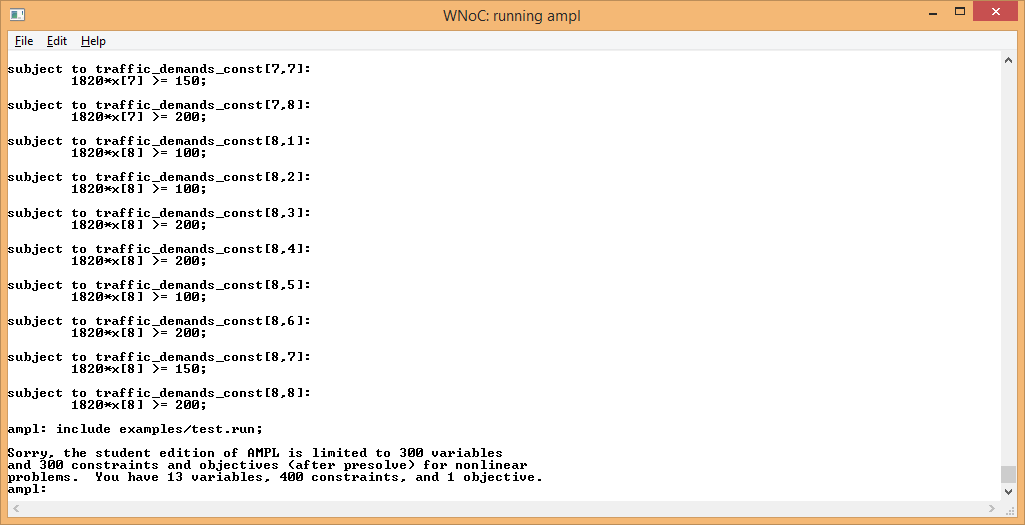 WNoC: running ampl
File Edit Help
subject to traffic_demands_const[7,7]:
1820*x[7] >= 150;
subject to traffic_demands_const[7,8]:
1820*x[7] >= 200;
subject to traffic_demands_const[8,1]:
1820*x[8] >= 100;
subject to traffic_demands_const[8,2]:
1820*x[8] >= 100;
subject to traffic_demands_const[8,3]:
1820*x[8] >= 200;
subject to traffic_demands_const[8,4]:
1820*x[8] >= 200;
subject to traffic_demands_const[8,5]:
1820*x[8] >= 100;
subject to traffic_demands_const[8,6]:
1820*x[8] >= 200;
subject to traffic_demands_const[8,7]:
1820*x[8] >= 150;
subject to traffic_demands_const[8,8]:
1820*x[8] >= 200;
ampl: include examples/test.run;
Sorry, the student edition of AMPL is limited to 300 variables
and 300 constraints and objectives (after presolve) for nonlinear
problems.  You have 13 variables, 400 constraints, and 1 objective.
ampl: